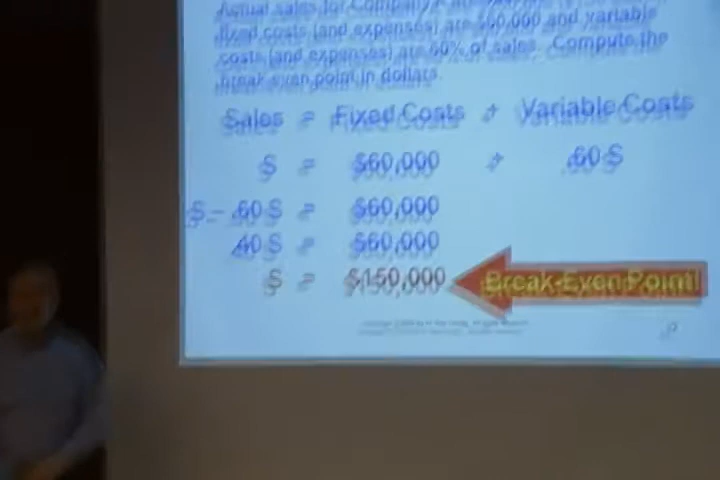 Actual sales for Company
fixed costs (and expenses) are $60,000 and variable
costs (and expenses) are 60% of sales. Compute the
break even point in dollars.
Sales = Fixed Costs + Variable Costs
S = $60,000 + .60 S
S - .60 S = $60,000
.40 S = $60,000
S = $150,000 Break-Even Point!